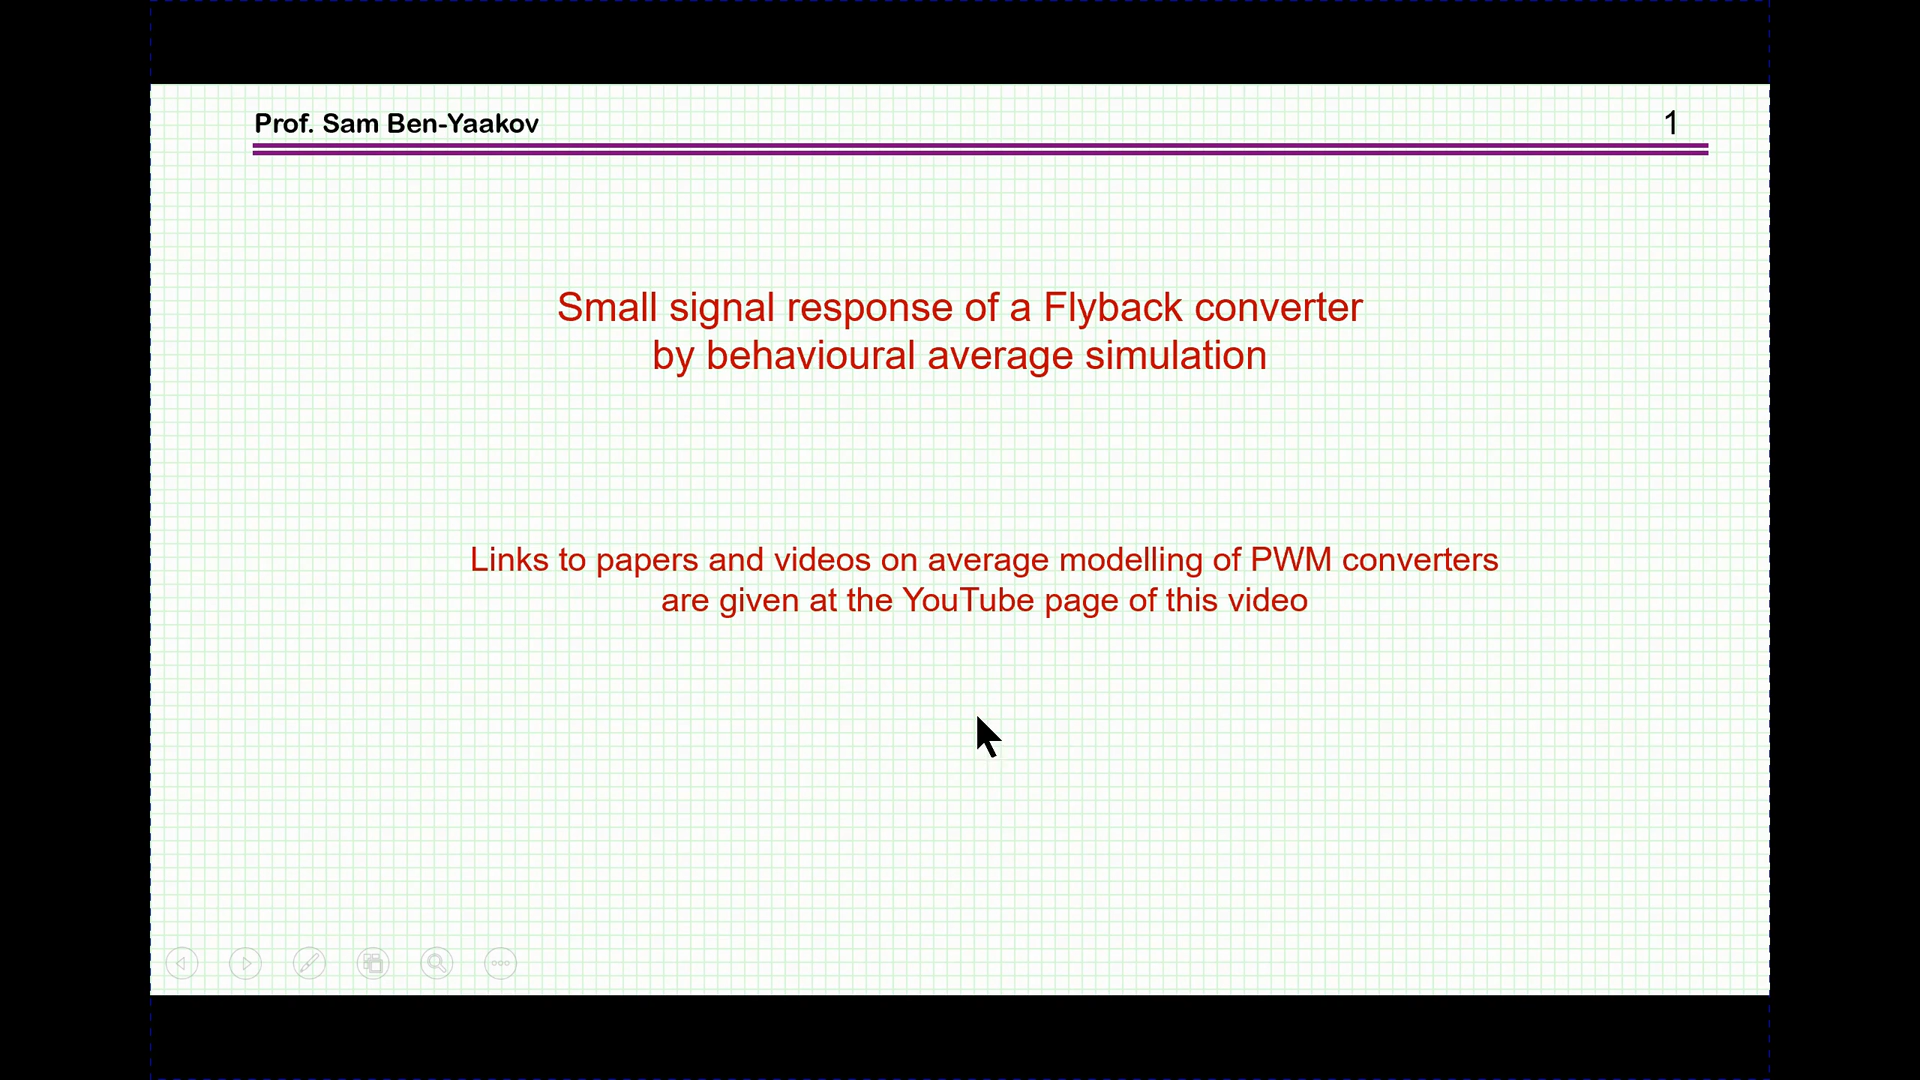 Prof. Sam Ben-Yaakov
1
Small signal response of a Flyback converter
by behavioural average simulation
Links to papers and videos on average modelling of PWM converters
are given at the YouTube page of this video